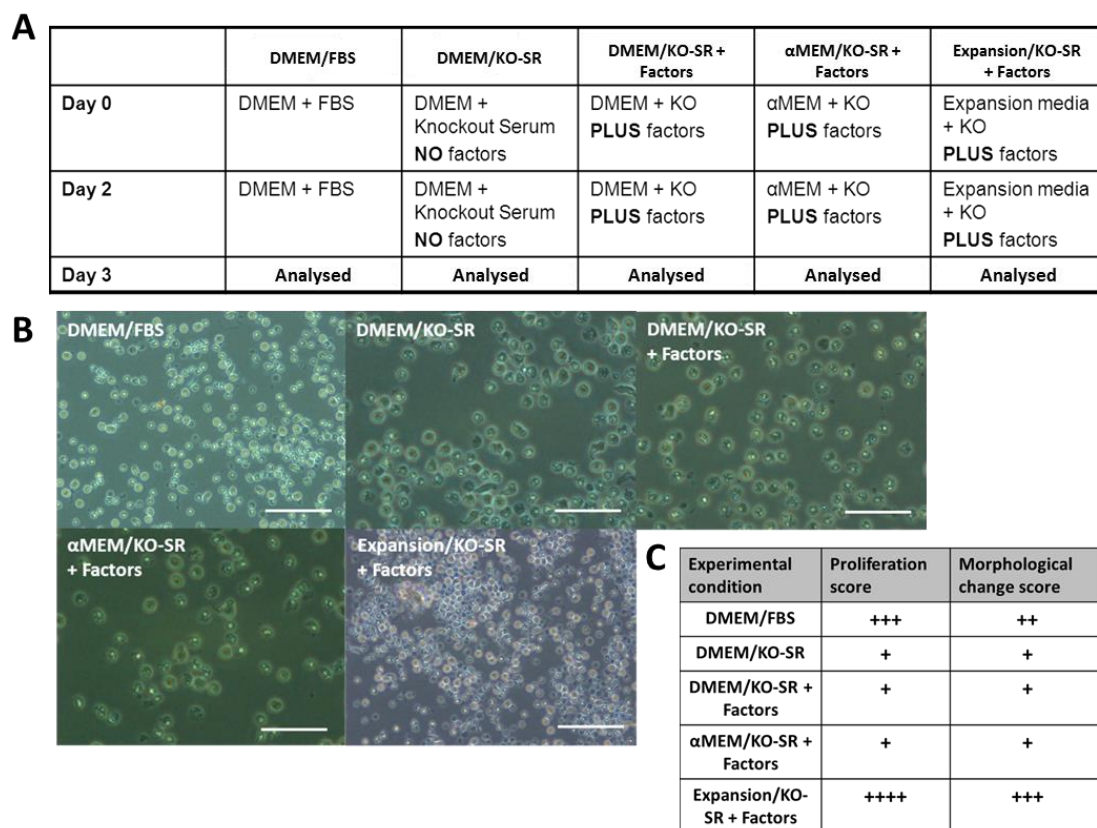 A
DMEM/FBS
DMEM/KO-SR
DMEM/KO-SR +
Factors
αMEM/KO-SR +
Factors
Expansion/KO-SR
+ Factors
Day 0
DMEM + FBS
DMEM +
Knockout Serum
NO factors
DMEM + KO
PLUS factors
αMEM + KO
PLUS factors
Expansion media
+ KO
PLUS factors
Day 2
DMEM + FBS
DMEM +
Knockout Serum
NO factors
DMEM + KO
PLUS factors
αMEM + KO
PLUS factors
Expansion media
+ KO
PLUS factors
Day 3
Analysed
Analysed
Analysed
Analysed
Analysed
B
DMEM/FBS
DMEM/KO-SR
DMEM/KO-SR
+ Factors
αMEM/KO-SR
+ Factors
Expansion/KO-SR
+ Factors
C
Experimental
condition
Proliferation
score
Morphological
change score
DMEM/FBS
+++
++
DMEM/KO-SR
+
+
DMEM/KO-SR +
Factors
+
+
αMEM/KO-SR +
Factors
+
+
Expansion/KO-
SR + Factors
++++
+++